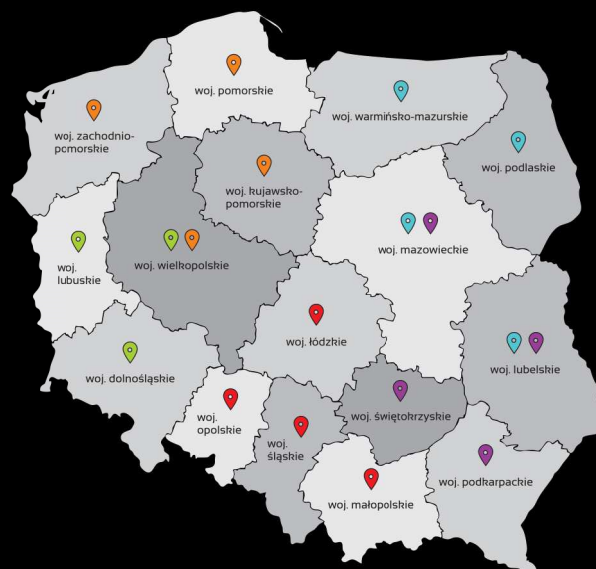 woj. pomorskie
woj. warmińsko-mazurskie
woj. zachodnio-
pomorskie
woj. podlaskie
woj. kujawsko-
pomorskie
woj. mazowieckie
woj. wielkopolskie
woj.
lubuskie
woj. łódzkie
woj. lubelskie
woj. dolnośląskie
woj.
opolskie
woj.
śląskie
woj. świętokrzyskie
woj. podkarpackie
woj. małopolskie